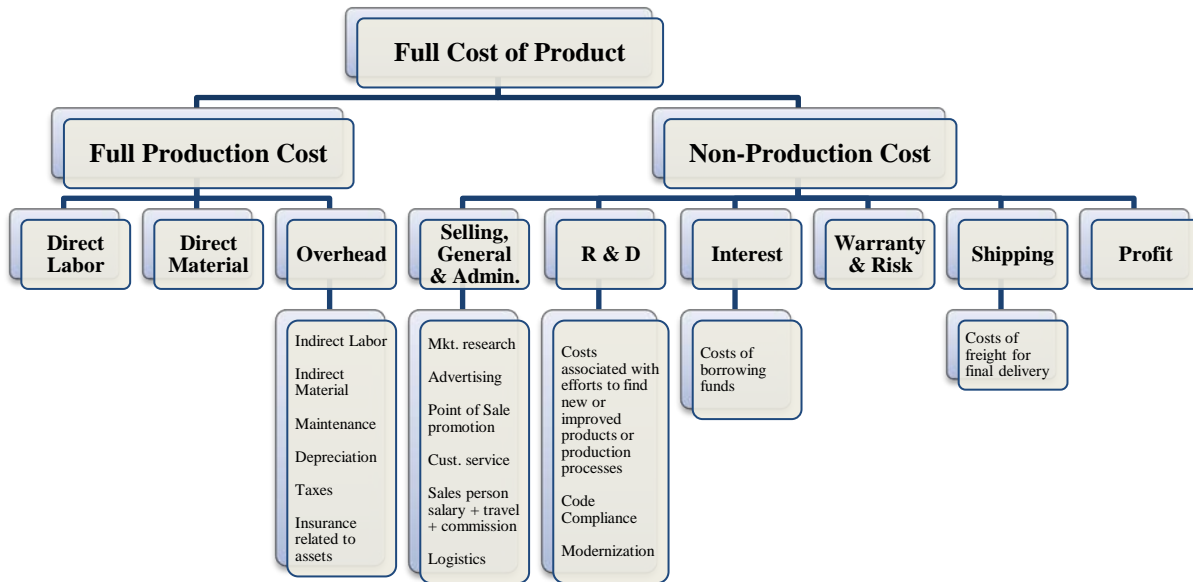 Full Cost of Product
Full Production Cost
Non-Production Cost
Direct
Labor
Direct
Material
Overhead
Selling,
General
& Admin.
R & D
Interest
Warranty
& Risk
Shipping
Profit
Indirect Labor
Indirect
Material
Maintenance
Depreciation
Taxes
Insurance
related to
assets
Mkt. research
Advertising
Point of Sale
promotion
Cust. service
Sales person
salary + travel
+ commission
Logistics
Costs
associated with
efforts to find
new or
improved
products or
production
processes
Code
Compliance
Modernization
Costs of
borrowing
funds
Costs of
freight for
final delivery